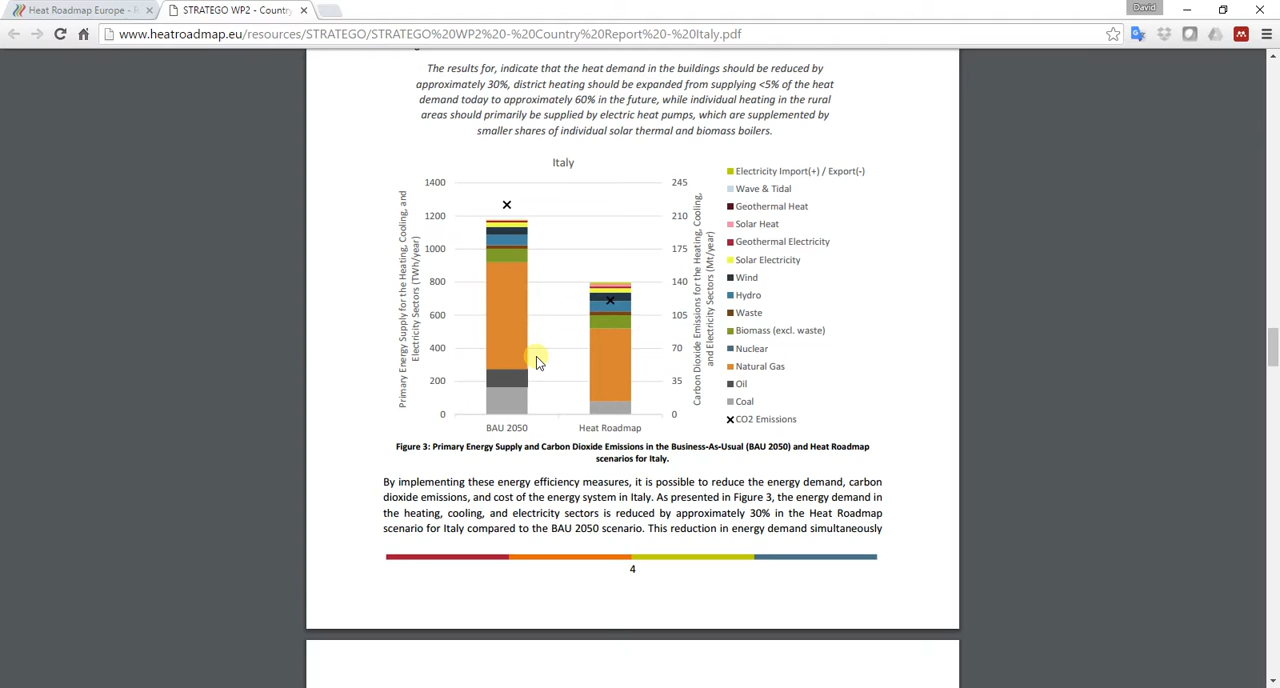 Heat Roadmap Europe -
STRATEGO WP2 - Countr
David
www.heatroadmap.eu/resources/STRATEGO/STRATEGO%20WP2%20-%20Country%20Report%20-%20Italy.pdf
The results for, indicate that the heat demand in the buildings should be reduced by
approximately 30%, district heating should be expanded from supplying <5% of the heat
demand today to approximately 60% in the future, while individual heating in the rural
areas should primarily be supplied by electric heat pumps, which are supplemented by
smaller shares of individual solar thermal and biomass boilers.
Italy
Primary Energy Supply for the Heating, Cooling, and
Electricity Sectors (TWh/year)
1400
1200
1000
800
600
400
200
0
BAU 2050
Heat Roadmap
245
210
175
140
105
70
35
0
Carbon Dioxide Emissions for the Heating, Cooling,
and Electricity Sectors (Mt/year)
Electricity Import(+) / Export(-)
Wave & Tidal
Geothermal Heat
Solar Heat
Geothermal Electricity
Solar Electricity
Wind
Hydro
Waste
Biomass (excl. waste)
Nuclear
Natural Gas
Oil
Coal
CO2 Emissions
Figure 3: Primary Energy Supply and Carbon Dioxide Emissions in the Business-As-Usual (BAU 2050) and Heat Roadmap
scenarios for Italy.
By implementing these energy efficiency measures, it is possible to reduce the energy demand, carbon
dioxide emissions, and cost of the energy system in Italy. As presented in Figure 3, the energy demand in
the heating, cooling, and electricity sectors is reduced by approximately 30% in the Heat Roadmap
scenario for Italy compared to the BAU 2050 scenario. This reduction in energy demand simultaneously
4